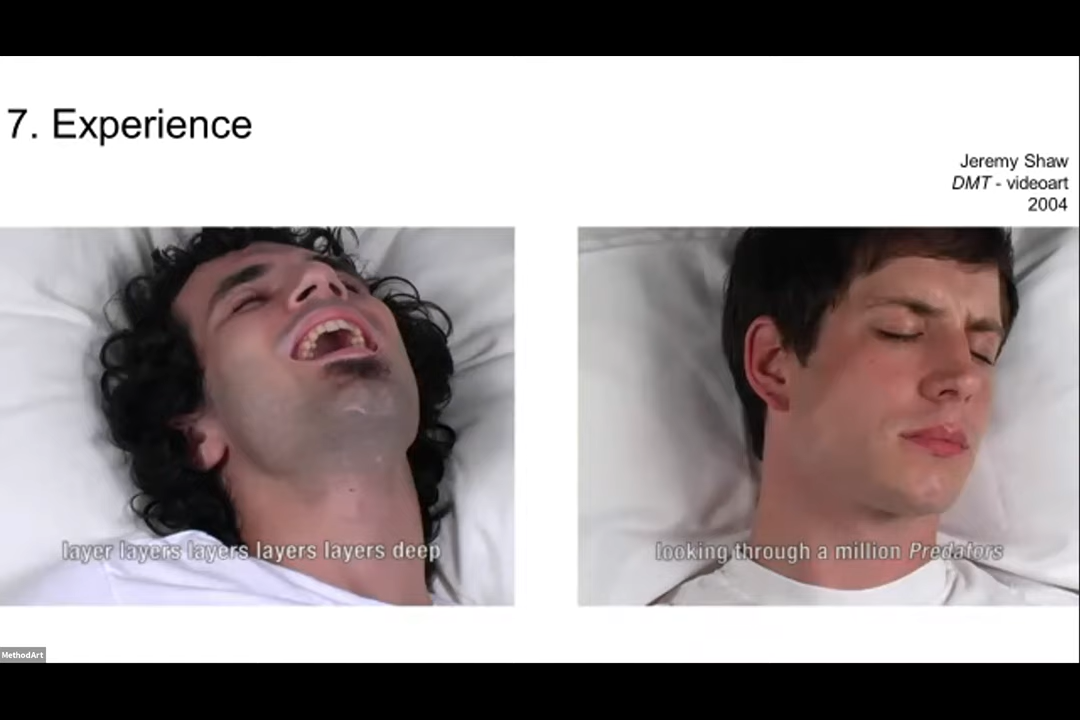 7. Experience
Jeremy Shaw
DMT - videoart
2004
layer layers layers layers layers deep
looking through a million Predators
MethodArt